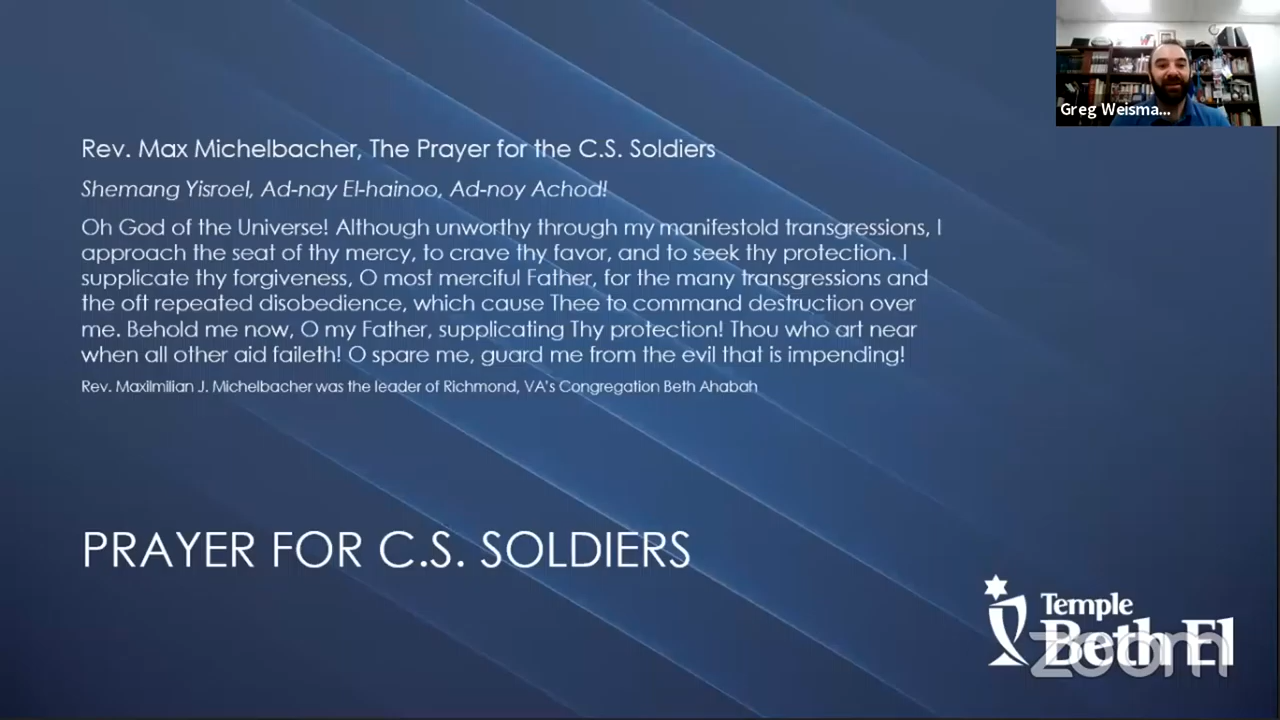 Greg Weisma...
Rev. Max Michelbacher, The Prayer for the C.S. Soldiers
Shemang Yisroel, Ad-nay El-hainoo, Ad-noy Achod!
Oh God of the Universe! Although unworthy through my manifestold transgressions, I
approach the seat of thy mercy, to crave thy favor, and to seek thy protection. I
supplicate thy forgiveness, O most merciful Father, for the many transgressions and
the oft repeated disobedience, which cause Thee to command destruction over
me. Behold me now, O my Father, supplicating Thy protection! Thou who art near
when all other aid faileth! O spare me, guard me from the evil that is impending!
Rev. Maxilmilian J. Michelbacher was the leader of Richmond, VA's Congregation Beth Ahabah
PRAYER FOR C.S. SOLDIERS
Temple
Beth El
zoom